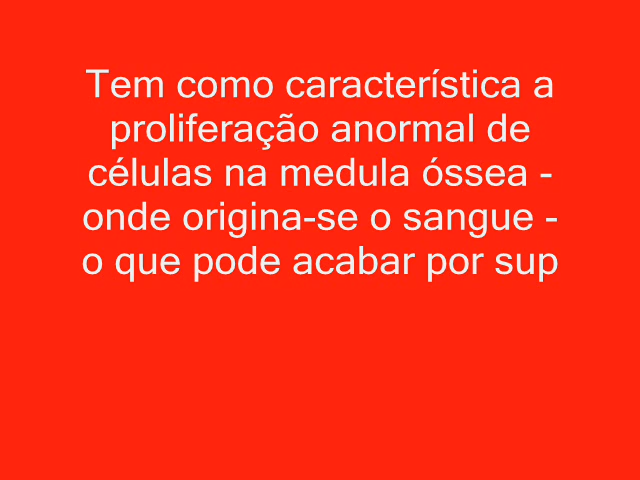 Tem como característica a
proliferação anormal de
células na medula óssea -
onde origina-se o sangue -
o que pode acabar por sup